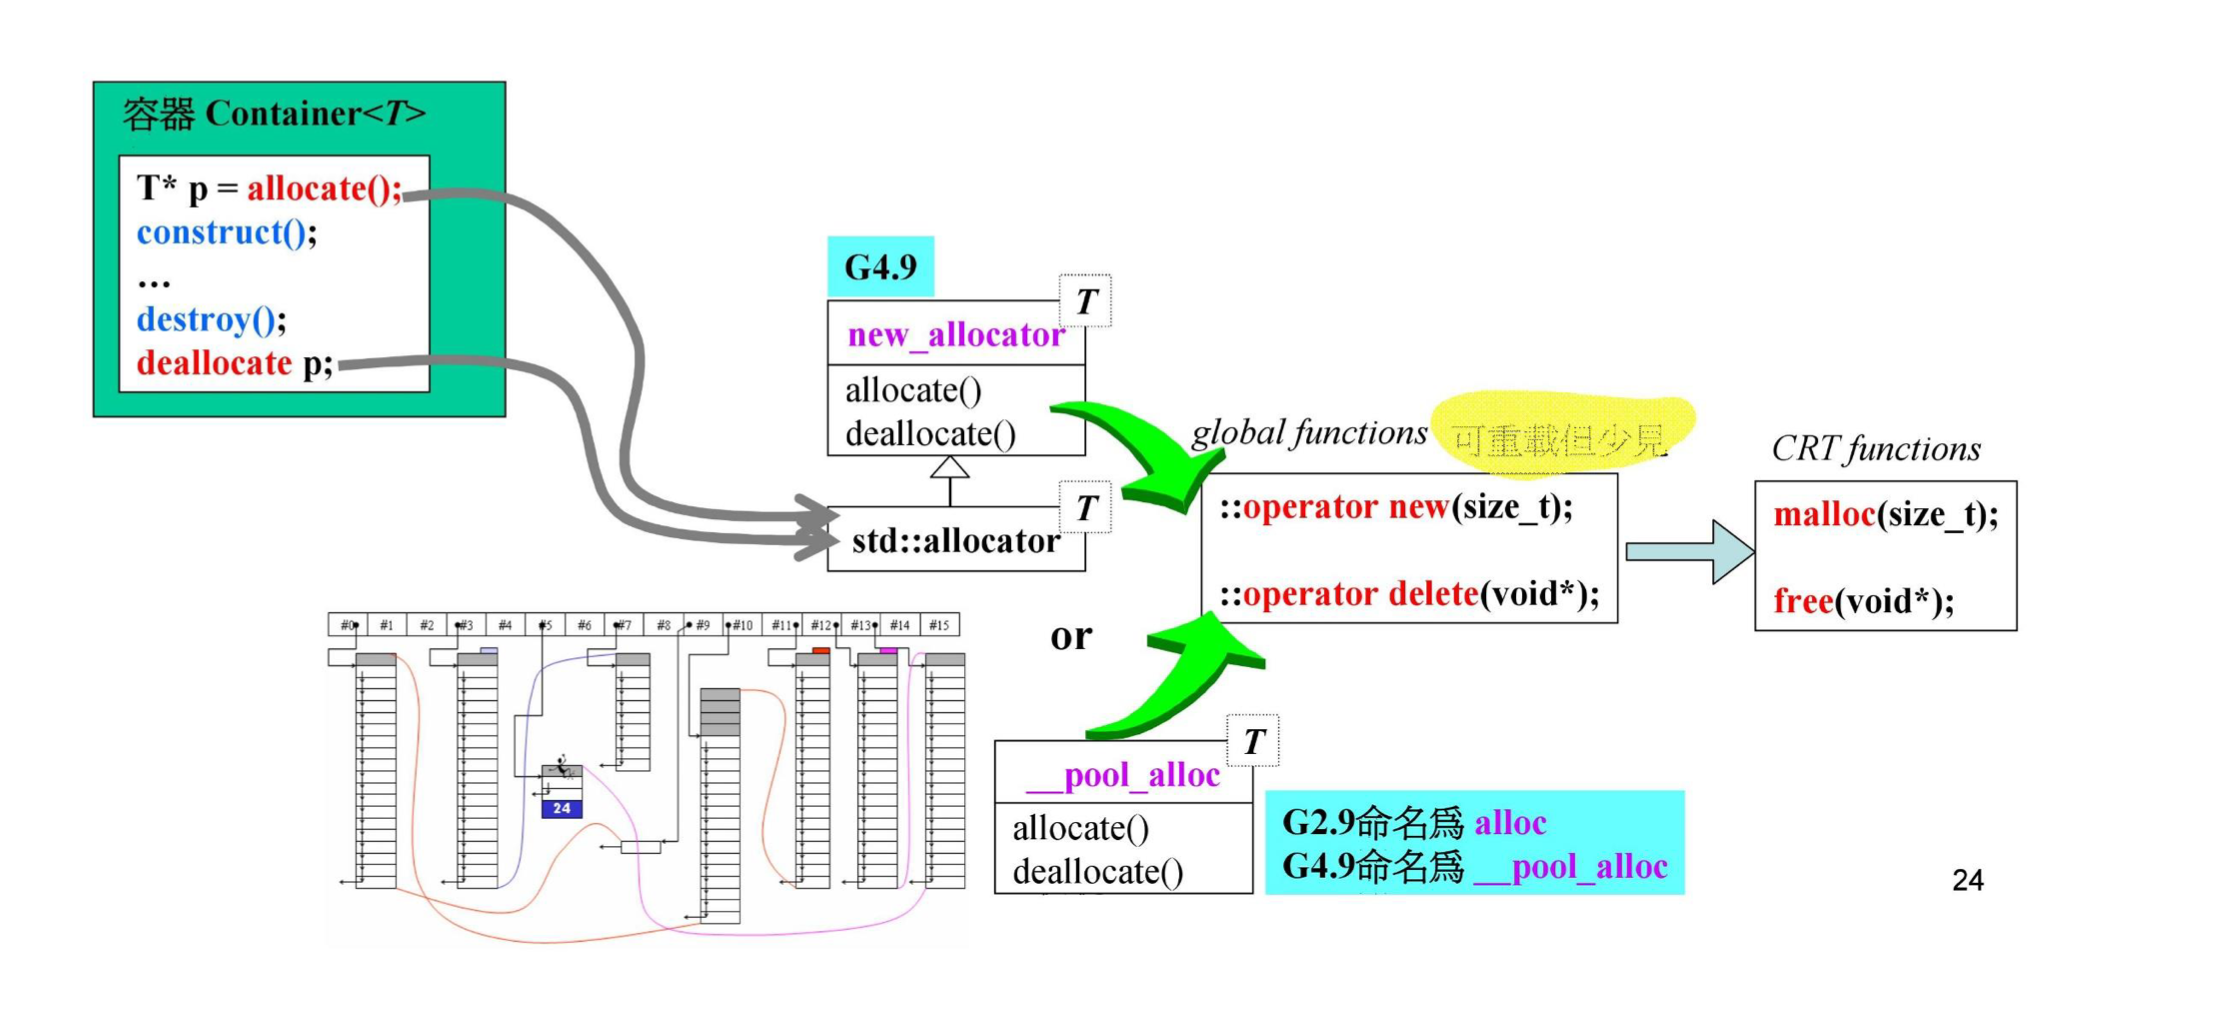 容器 Container<T>
T* p = allocate();
construct();
…
destroy();
deallocate p;
G4.9
T
new_allocator
allocate()
deallocate()
T
std::allocator
global functions 可重載但少見
::operator new(size_t);
::operator delete(void*);
CRT functions
malloc(size_t);
free(void*);
#0 #1 #2 #3 #4 #5 #6 #7 #8 #9 #10 #11 #12 #13 #14 #15
24
or
T
__pool_alloc
allocate()
deallocate()
G2.9命名爲 alloc
G4.9命名爲 __pool_alloc
24